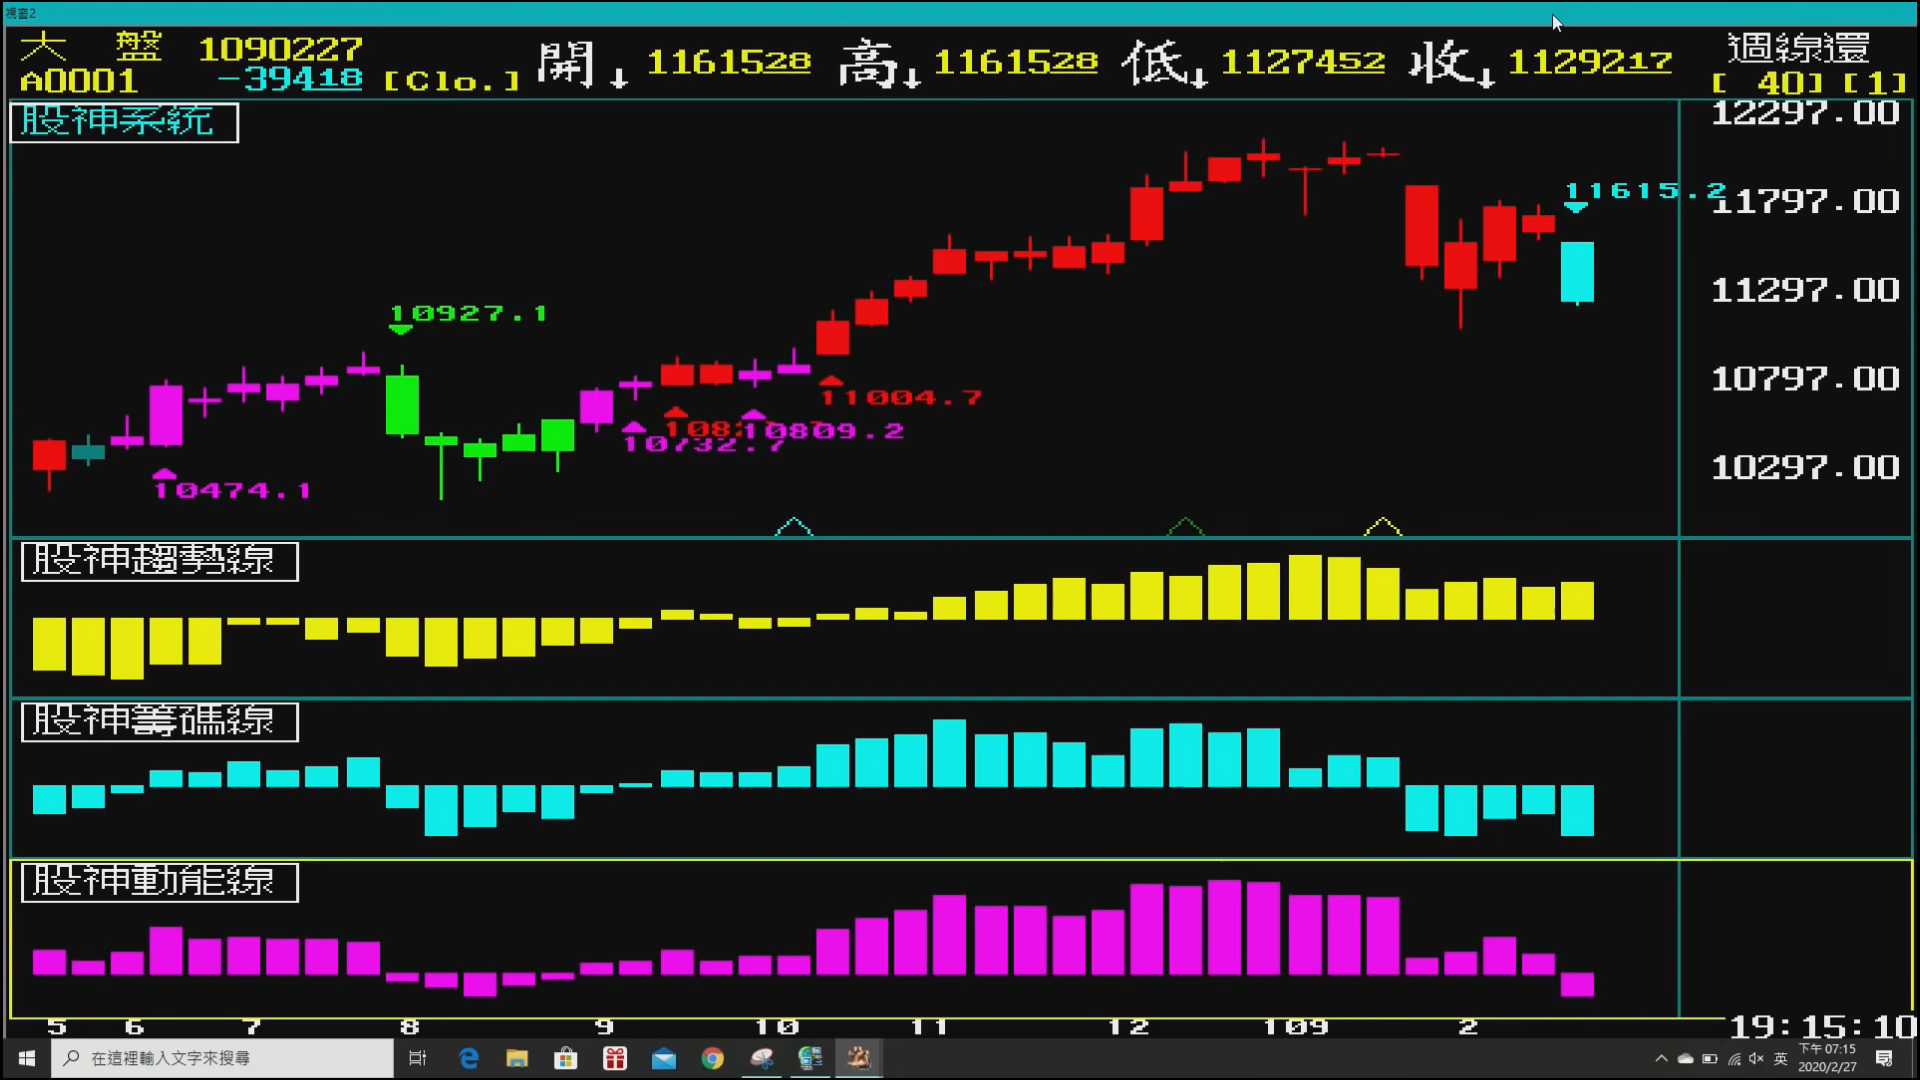 視窗2
大 盤 1090227 開↓ 1161528 高↓ 1161528 低↓ 1127452 收↓ 1129217 週線還
A0001 -39418 [Clo.] [ 40] [1]
股神系統
12297.00
11615.2
11797.00
11297.00
10927.1
10797.00
11004.7
10809.2
10732.7
10297.00
10474.1
股神趨勢線
股神籌碼線
股神動能線
5 6 7 8 9 10 11 12 109 2
19:15:10
在這裡輸入文字來搜尋
英
下午 07:15
2020/2/27